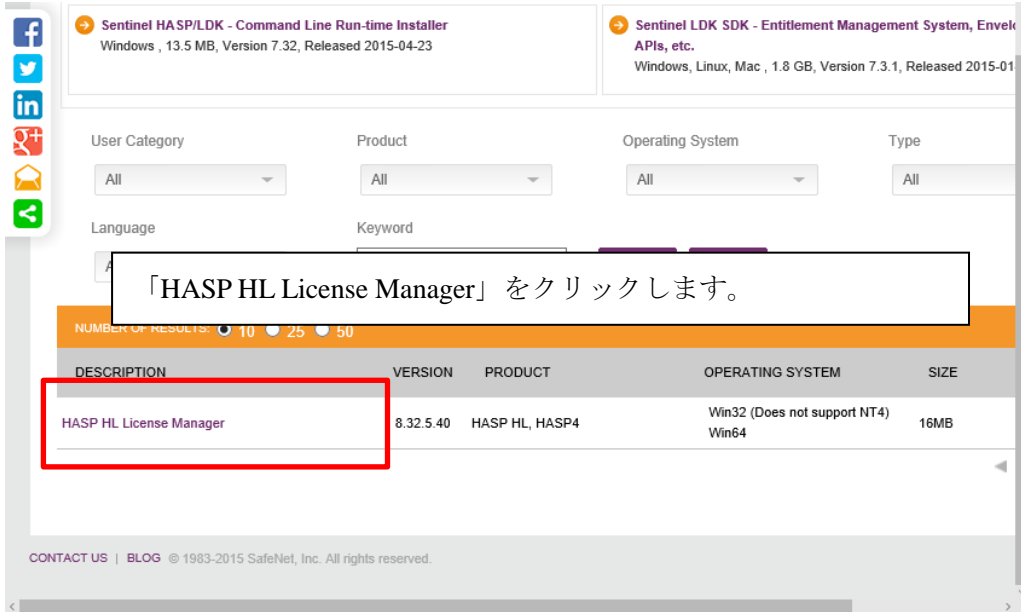 Sentinel HASP/LDK - Command Line Run-time Installer
Windows , 13.5 MB, Version 7.32, Released 2015-04-23
Sentinel LDK SDK - Entitlement Management System,
APIs, etc.
Windows, Linux, Mac , 1.8 GB, Version 7.3.1, Released 2015-01
User Category Product Operating System Type
All All All All
Language Keyword
「HASP HL License Manager」をクリックします。
NUMBER OF RESULTS: 10 25 50
DESCRIPTION VERSION PRODUCT OPERATING SYSTEM SIZE
HASP HL License Manager 8.32.5.40 HASP HL, HASP4 Win32 (Does not support NT4) 16MB
Win64
CONTACT US | BLOG © 1983-2015 SafeNet, Inc. All rights reserved.